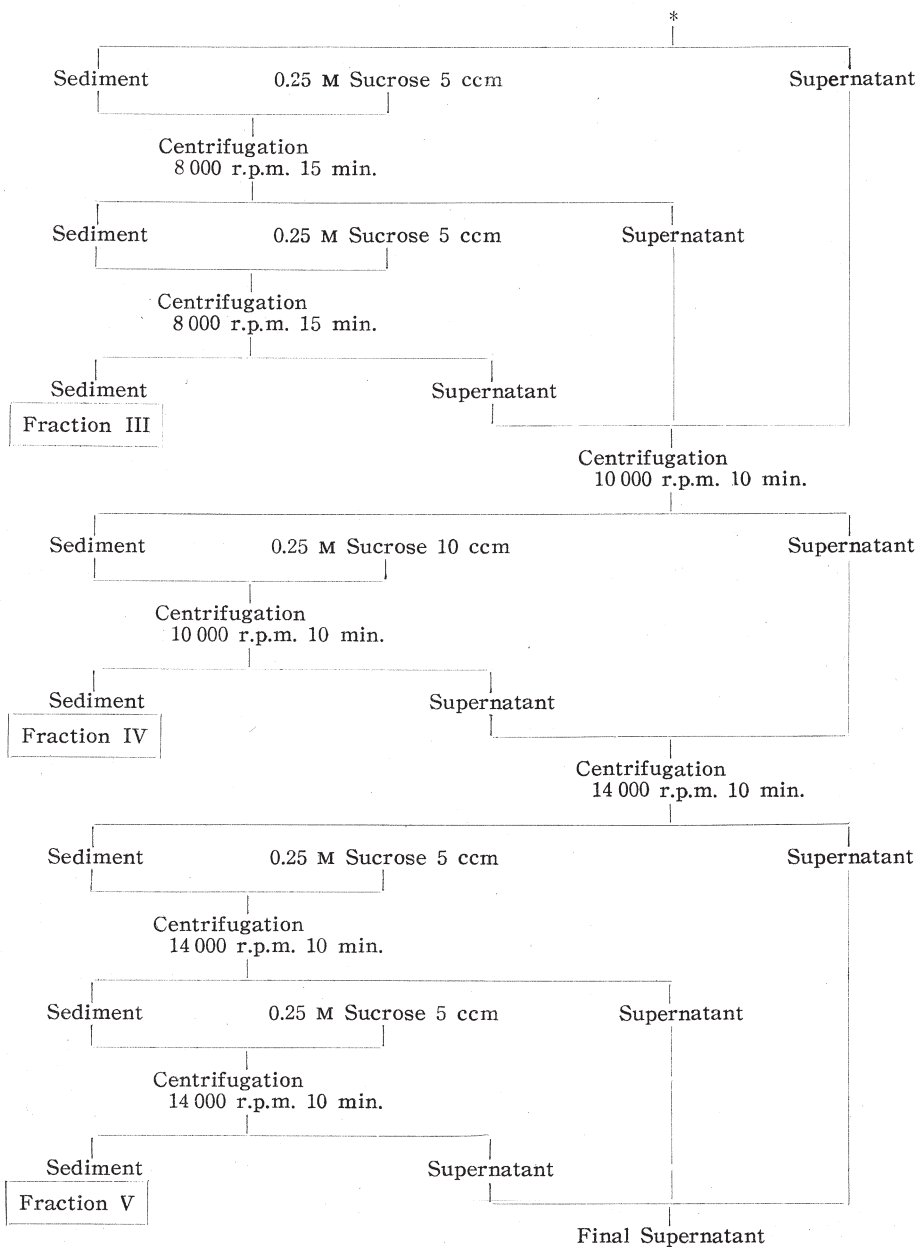 *
Sediment 0.25 M Sucrose 5 ccm Supernatant
Centrifugation
8 000 r.p.m. 15 min.
Sediment 0.25 M Sucrose 5 ccm Supernatant
Centrifugation
8 000 r.p.m. 15 min.
Sediment Supernatant
Fraction III
Centrifugation
10 000 r.p.m. 10 min.
Sediment 0.25 M Sucrose 10 ccm Supernatant
Centrifugation
10 000 r.p.m. 10 min.
Sediment Supernatant
Fraction IV
Centrifugation
14 000 r.p.m. 10 min.
Sediment 0.25 M Sucrose 5 ccm Supernatant
Centrifugation
14 000 r.p.m. 10 min.
Sediment 0.25 M Sucrose 5 ccm Supernatant
Centrifugation
14 000 r.p.m. 10 min.
Sediment Supernatant
Fraction V
Final Supernatant